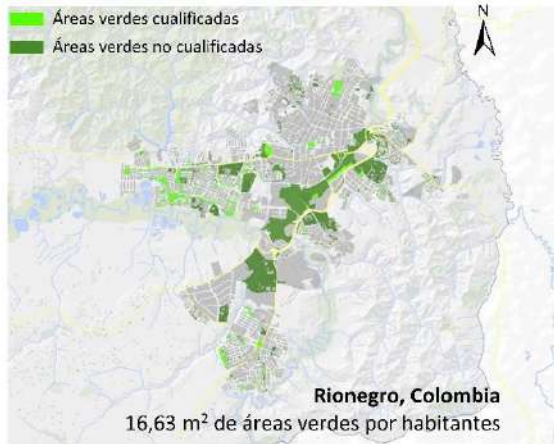 Áreas verdes cualificadas
Áreas verdes no cualificadas
N
Rionegro, Colombia
16,63 m² de áreas verdes por habitantes